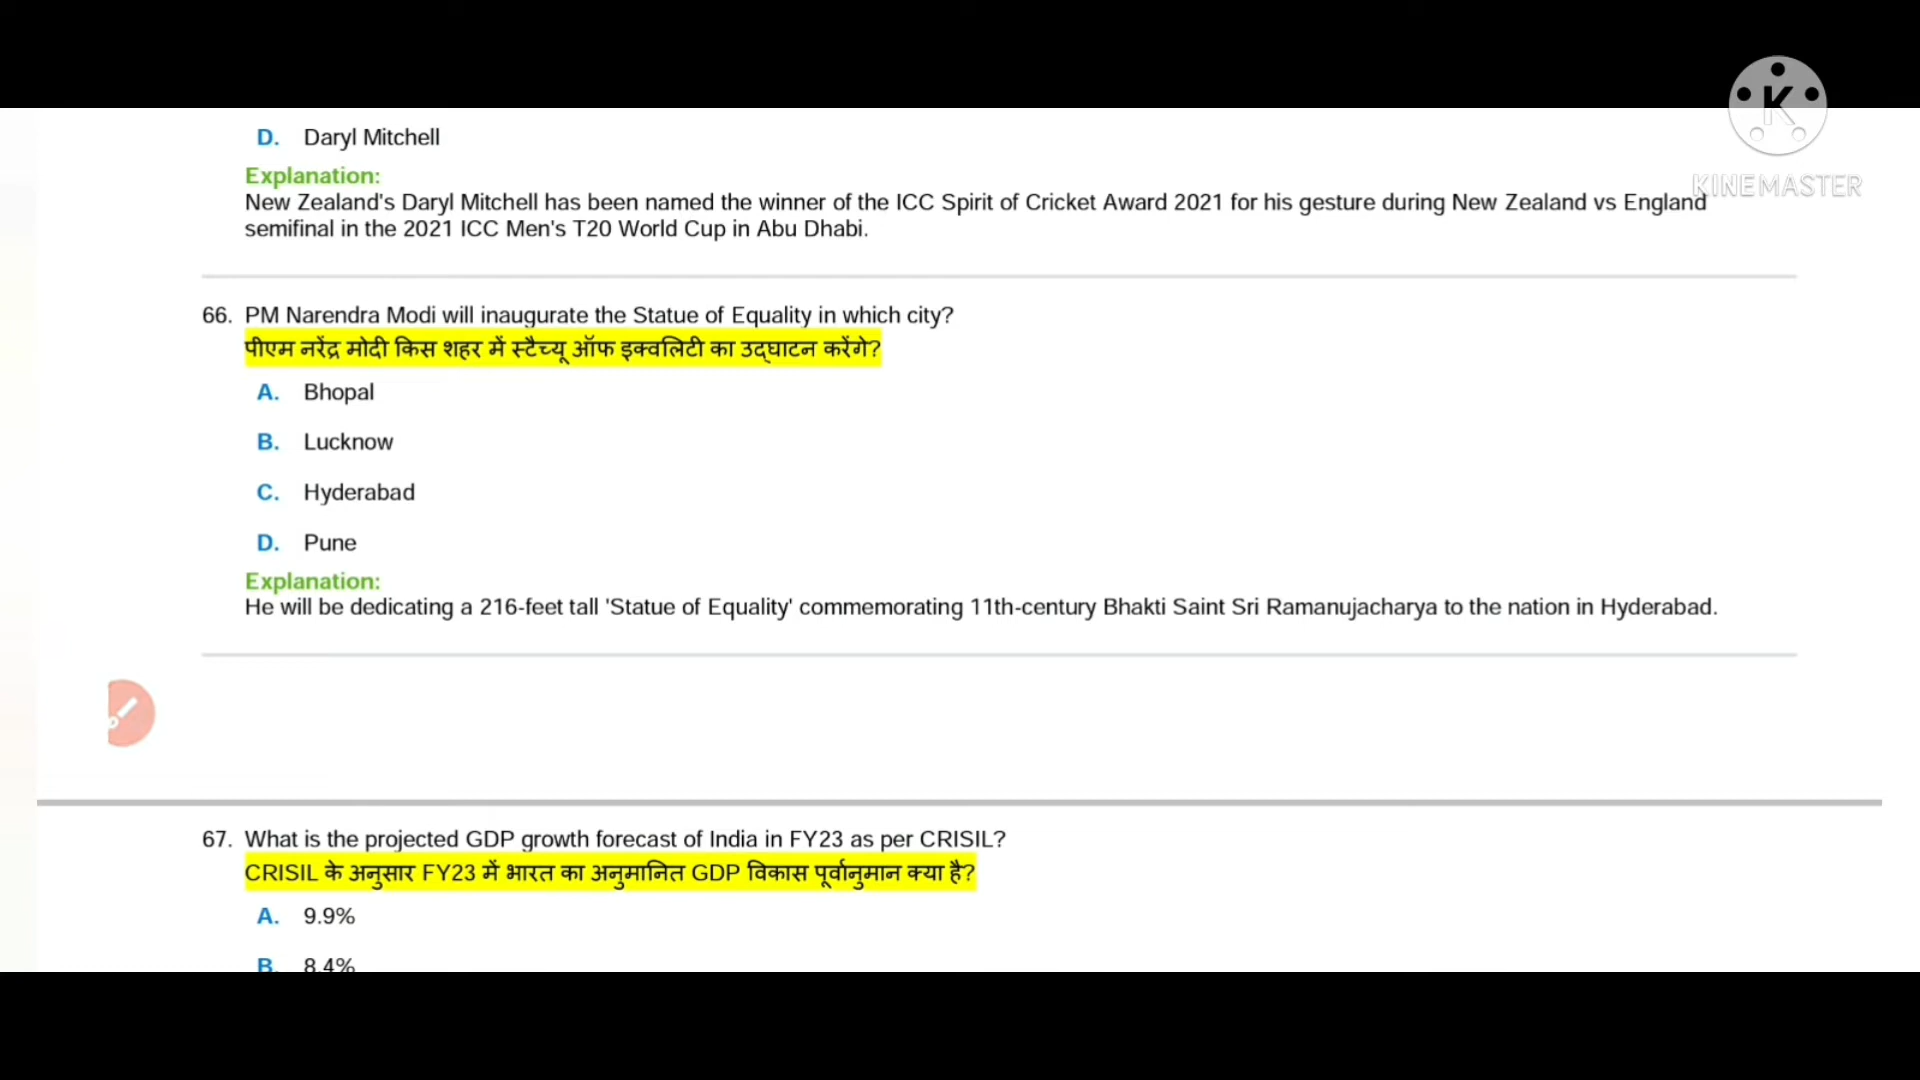 D. Daryl Mitchell
KINEMASTER
Explanation:
New Zealand's Daryl Mitchell has been named the winner of the ICC Spirit of Cricket Award 2021 for his gesture during New Zealand vs England
semifinal in the 2021 ICC Men's T20 World Cup in Abu Dhabi.
66. PM Narendra Modi will inaugurate the Statue of Equality in which city?
पीएम नरेंद्र मोदी किस शहर में स्टैच्यू ऑफ इक्वलिटी का उद्घाटन करेंगे?
A. Bhopal
B. Lucknow
C. Hyderabad
D. Pune
Explanation:
He will be dedicating a 216-feet tall 'Statue of Equality' commemorating 11th-century Bhakti Saint Sri Ramanujacharya to the nation in Hyderabad.
67. What is the projected GDP growth forecast of India in FY23 as per CRISIL?
CRISIL के अनुसार FY23 में भारत का अनुमानित GDP विकास पूर्वानुमान क्या है?
A. 9.9%
B. 8.4%